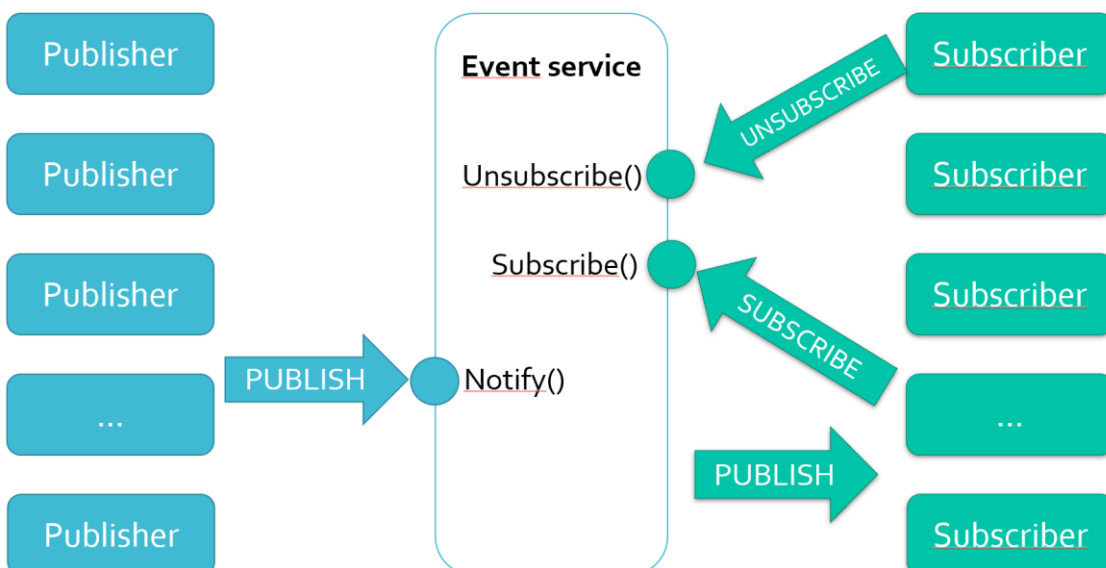 Publisher
Publisher
Publisher
...
Publisher
PUBLISH
Event service
Unsubscribe()
Subscribe()
Notify()
UNSUBSCRIBE
SUBSCRIBE
PUBLISH
Subscriber
Subscriber
Subscriber
...
Subscriber